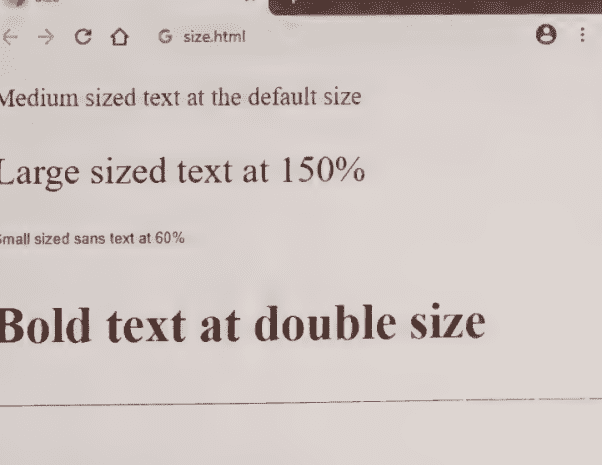 size.html
Medium sized text at the default size
Large sized text at 150%
Small sized sans text at 60%
Bold text at double size